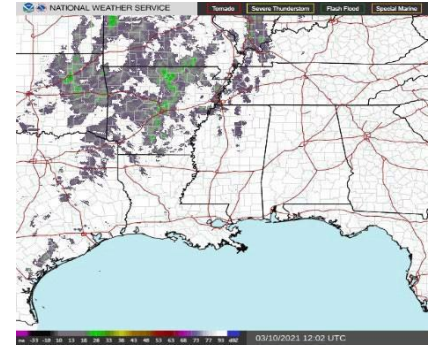 NATIONAL WEATHER SERVICE
Tornado
Severe Thunderstorm
Flash Flood
Special Marine
03/10/2021 12:02 UTC